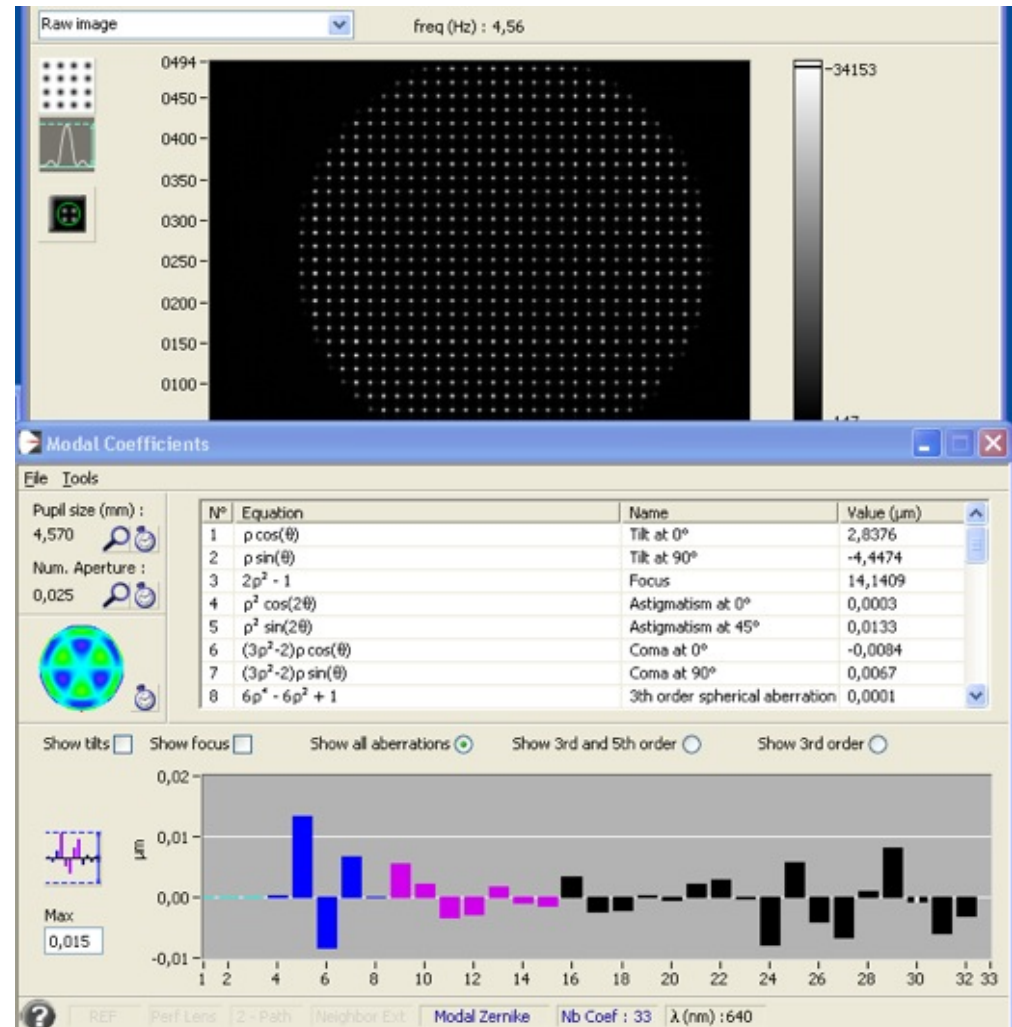 Raw image
freq (Hz) : 4,56
0494
34153
0450
0400
0350
0300
0250
0200
0150
0100
Modal Coefficients
File Tools
Pupil size (mm) :
4,570
Num. Aperture :
0,025
N° Equation Name Value (µm)
1 ρ cos(θ) Tilt at 0° 2,8376
2 ρ sin(θ) Tilt at 90° -4,4474
3 2ρ² - 1 Focus 14,1409
4 ρ² cos(2θ) Astigmatism at 0° 0,0003
5 ρ² sin(2θ) Astigmatism at 45° 0,0133
6 (3ρ²-2)ρ cos(θ) Coma at 0° -0,0084
7 (3ρ²-2)ρ sin(θ) Coma at 90° 0,0067
8 6ρ⁴ - 6ρ² + 1 3th order spherical aberration 0,0001
Show tilts Show focus Show all aberrations Show 3rd and 5th order Show 3rd order
0,02
0,01
µm
0,00
-0,01
Max
0,015
1 2 4 6 8 10 12 14 16 18 20 22 24 26 28 30 32 33
? REF Perf Lens 2 - Path Neighbor Ext Modal Zernike Nb Coef : 33 λ (nm) :640